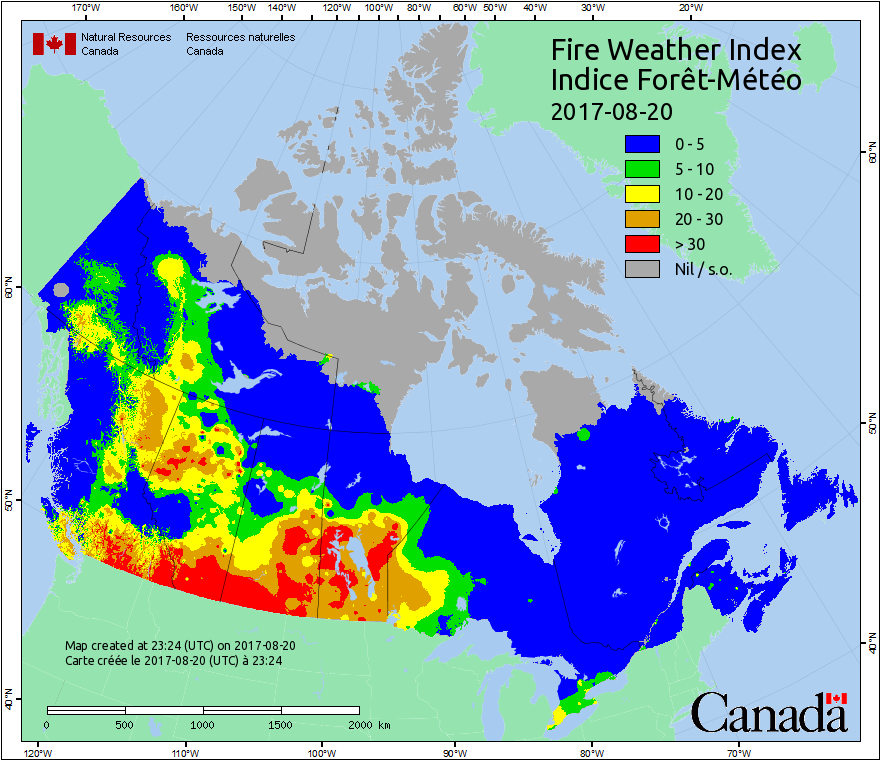 170°W 160°W 150°W 140°W 130°W 120°W 110°W 100°W 90°W 80°W 70°W 60°W 50°W 40°W 30°W 20°W
Natural Resources Canada
Ressources naturelles Canada
Fire Weather Index
Indice Forêt-Météo
2017-08-20
0 - 5
5 - 10
10 - 20
20 - 30
> 30
Nil / s.o.
60°N
60°N
50°N
50°N
40°N
40°N
Map created at 23:24 (UTC) on 2017-08-20
Carte créée le 2017-08-20 (UTC) à 23:24
0 500 1000 1500 2000 km
Canada
120°W 110°W 100°W 90°W 80°W 70°W